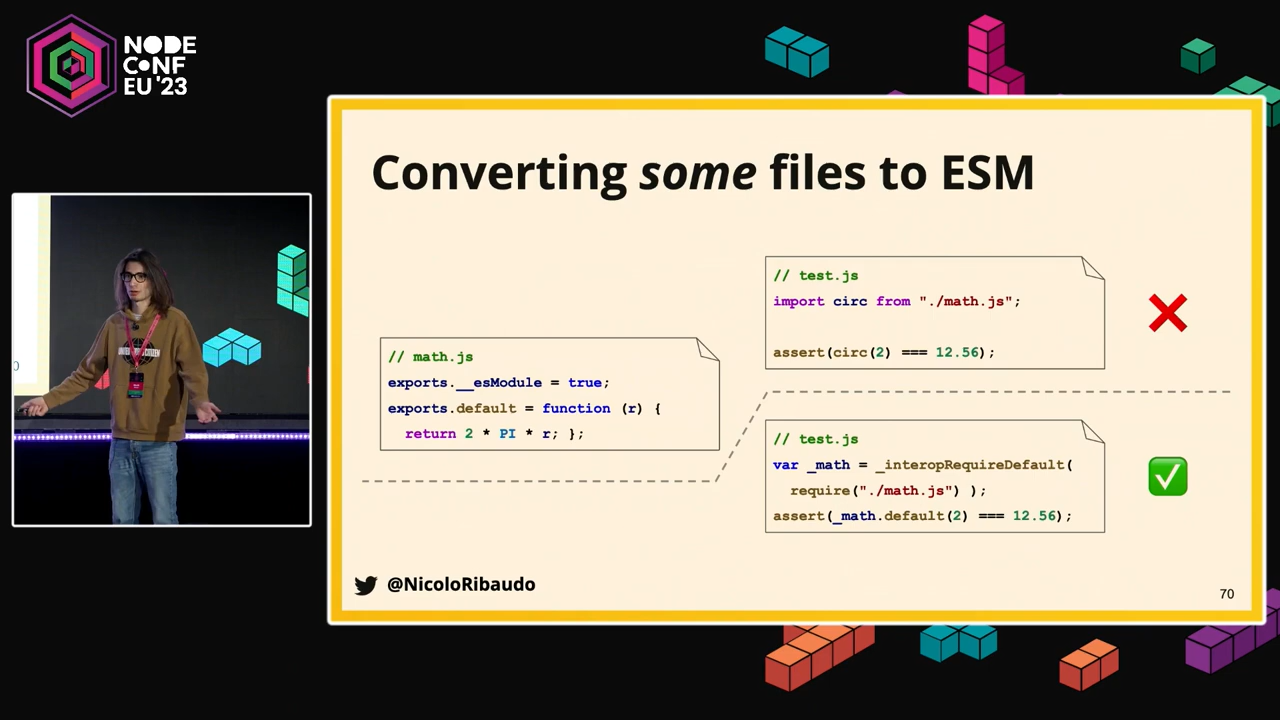 NODE
CONF
EU '23
Converting some files to ESM
// math.js
exports.__esModule = true;
exports.default = function (r) {
  return 2 * PI * r; };
// test.js
import circ from "./math.js";
assert(circ(2) === 12.56);
// test.js
var _math = _interopRequireDefault(
  require("./math.js") );
assert(_math.default(2) === 12.56);
@NicoloRibaudo
70